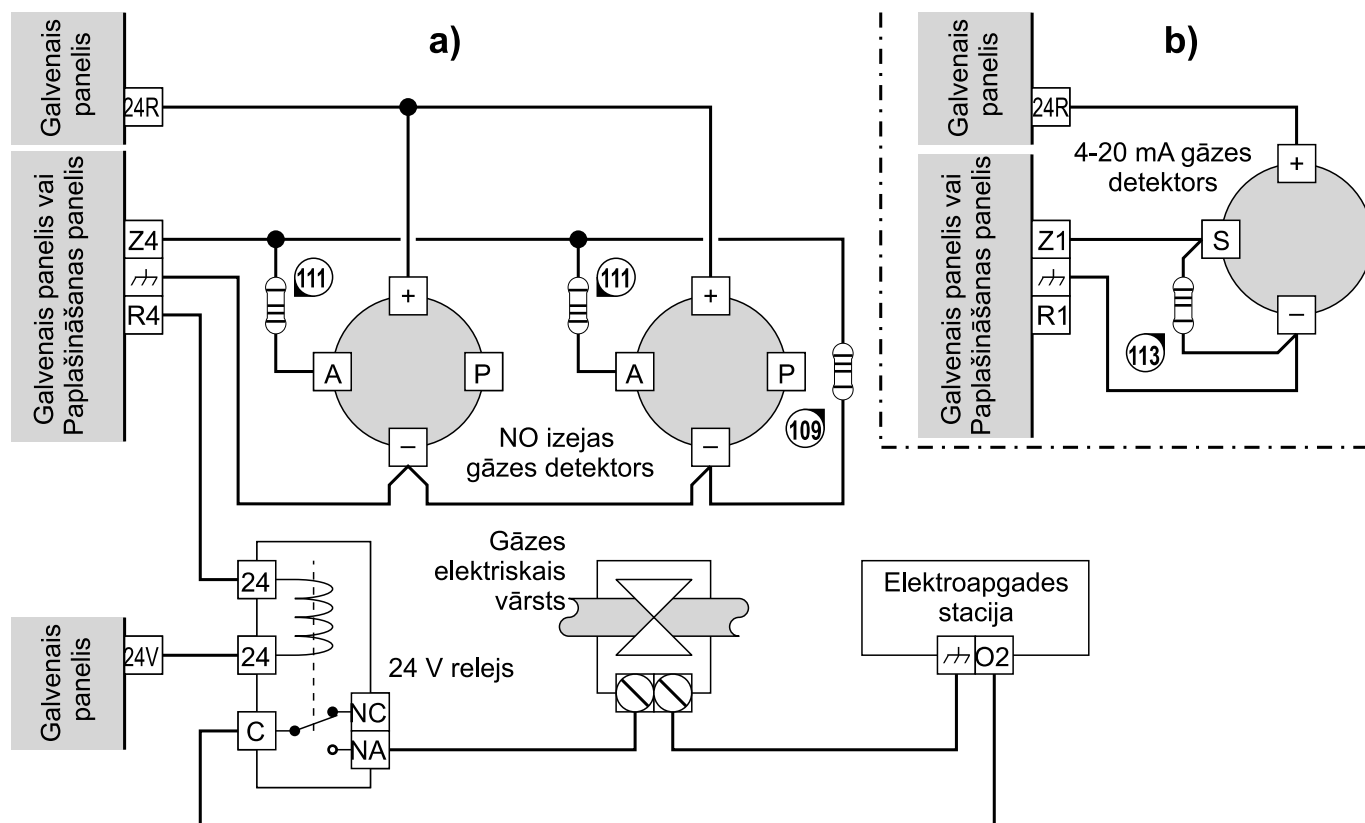 a)
Galvenais
panelis
24R
Galvenais panelis vai
Paplašināšanas panelis
Z4
R4
111
111
+
+
A
P
A
P
–
–
109
NO izejas
gāzes detektors
b)
Galvenais
panelis
24R
4-20 mA gāzes
detektors
+
Galvenais panelis vai
Paplašināšanas panelis
Z1
R1
S
–
113
Galvenais
panelis
24V
24
24
C
NC
NA
24 V relejs
Gāzes
elektriskais
vārsts
Elektroapgades
stacija
O2